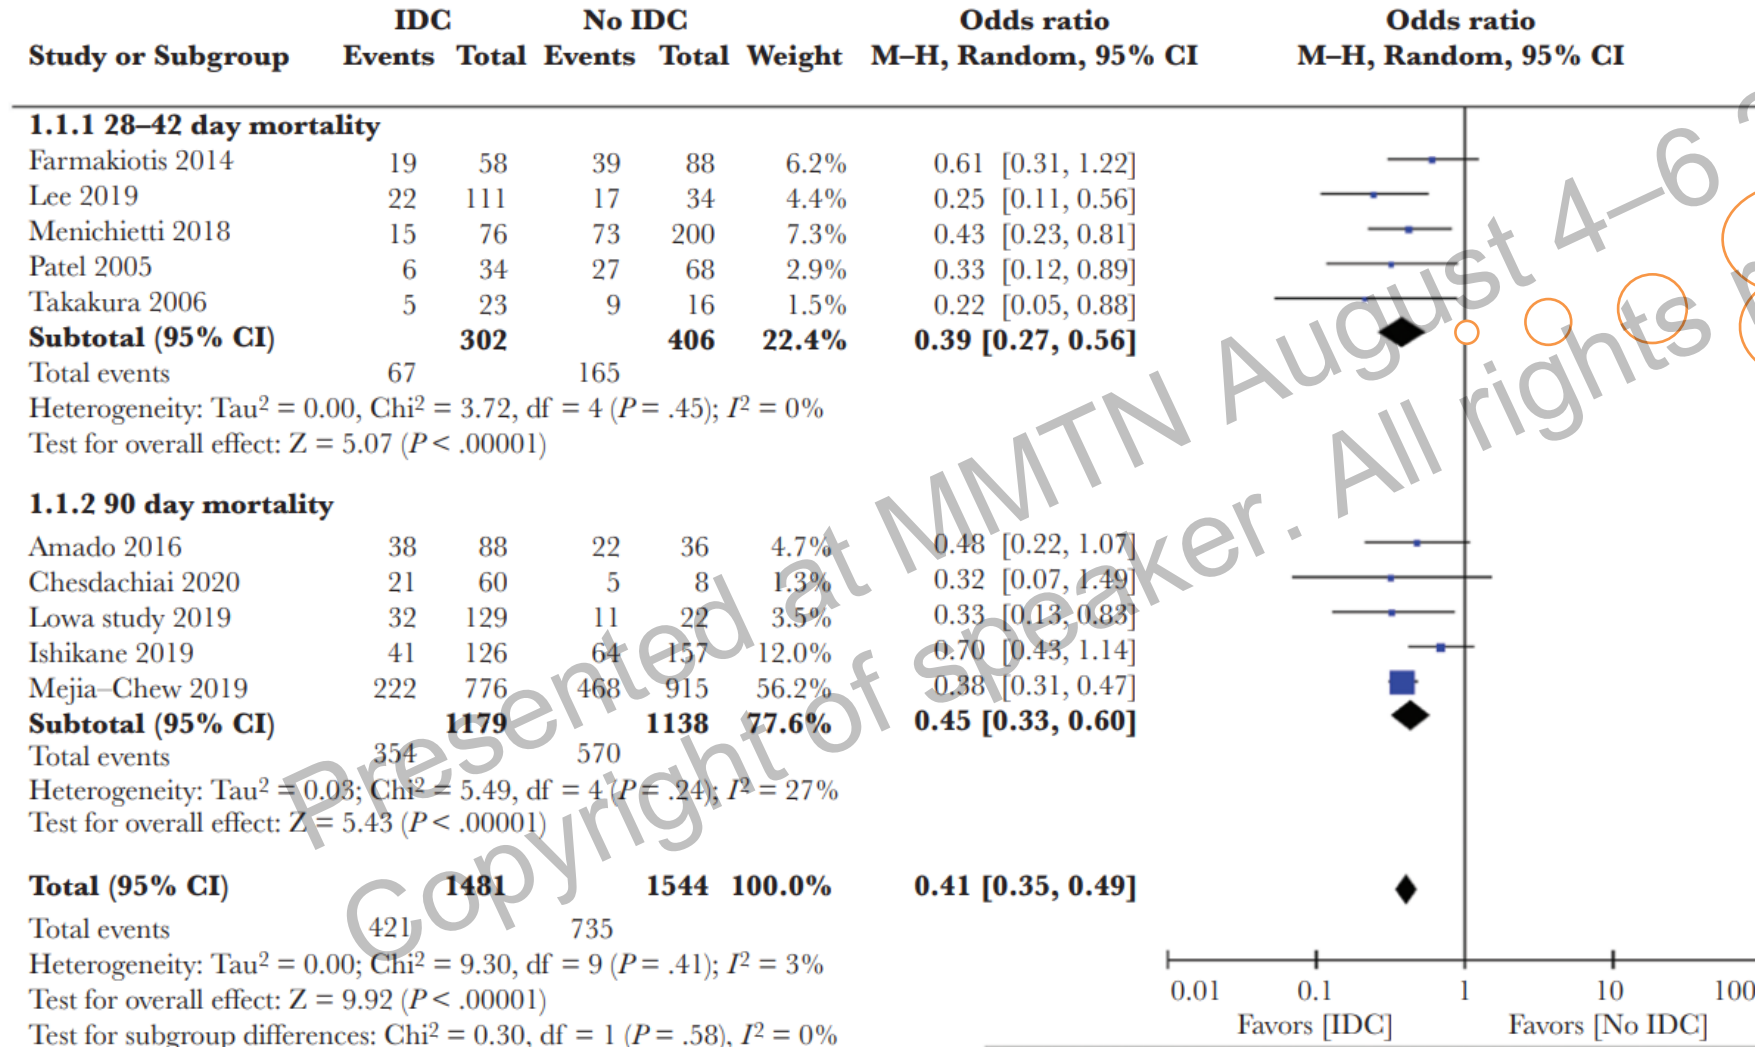 IDC No IDC Odds ratio Odds ratio
Study or Subgroup Events Total Events Total Weight M–H, Random, 95% CI M–H, Random, 95% CI
1.1.1 28–42 day mortality
Farmakiotis 2014 19 58 39 88 6.2% 0.61 [0.31, 1.22]
Lee 2019 22 111 17 34 4.4% 0.25 [0.11, 0.56]
Menichietti 2018 15 76 73 200 7.3% 0.43 [0.23, 0.81]
Patel 2005 6 34 27 68 2.9% 0.33 [0.12, 0.89]
Takakura 2006 5 23 9 16 1.5% 0.22 [0.05, 0.88]
Subtotal (95% CI) 302 406 22.4% 0.39 [0.27, 0.56]
Total events 67 165
Heterogeneity: Tau² = 0.00, Chi² = 3.72, df = 4 (P = .45); I² = 0%
Test for overall effect: Z = 5.07 (P < .00001)
1.1.2 90 day mortality
Amado 2016 38 88 22 36 4.7% 0.48 [0.22, 1.07]
Chesdachiai 2020 21 60 5 8 1.3% 0.32 [0.07, 1.49]
Lowa study 2019 32 129 11 22 3.5% 0.33 [0.13, 0.83]
Ishikane 2019 41 126 64 157 12.0% 0.70 [0.43, 1.14]
Mejia–Chew 2019 222 776 468 915 56.2% 0.38 [0.31, 0.47]
Subtotal (95% CI) 1179 1138 77.6% 0.45 [0.33, 0.60]
Total events 354 570
Heterogeneity: Tau² = 0.03; Chi² = 5.49, df = 4 (P = .24); I² = 27%
Test for overall effect: Z = 5.43 (P < .00001)
Total (95% CI) 1481 1544 100.0% 0.41 [0.35, 0.49]
Total events 421 735
Heterogeneity: Tau² = 0.00; Chi² = 9.30, df = 9 (P = .41); I² = 3%
Test for overall effect: Z = 9.92 (P < .00001)
Test for subgroup differences: Chi² = 0.30, df = 1 (P = .58), I² = 0%
0.01 0.1 1 10 100
Favors [IDC] Favors [No IDC]
Presented at MMTN August 4–6
Copyright of speaker. All rights